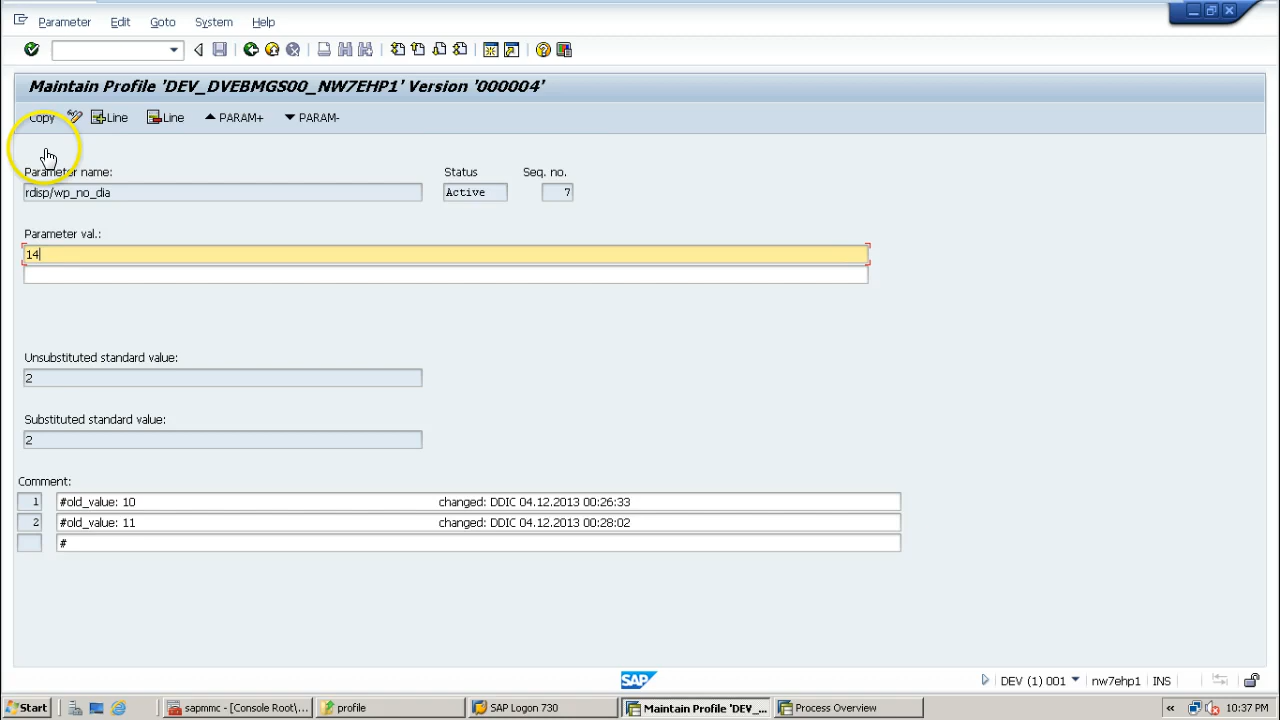 Parameter Edit Goto System Help
Maintain Profile 'DEV_DVEBMGS00_NW7EHP1' Version '000004'
Copy Line Line PARAM+ PARAM-
Parameter name: Status Seq. no.
rdisp/wp_no_dia Active 7
Parameter val.:
14
Unsubstituted standard value:
2
Substituted standard value:
2
Comment:
1 #old_value: 10 changed: DDIC 04.12.2013 00:26:33
2 #old_value: 11 changed: DDIC 04.12.2013 00:28:02
#
SAP DEV (1) 001 nw7ehp1 INS
Start sapmmc - [Console Root\... profile SAP Logon 730 Maintain Profile 'DEV_... Process Overview « 10:37 PM